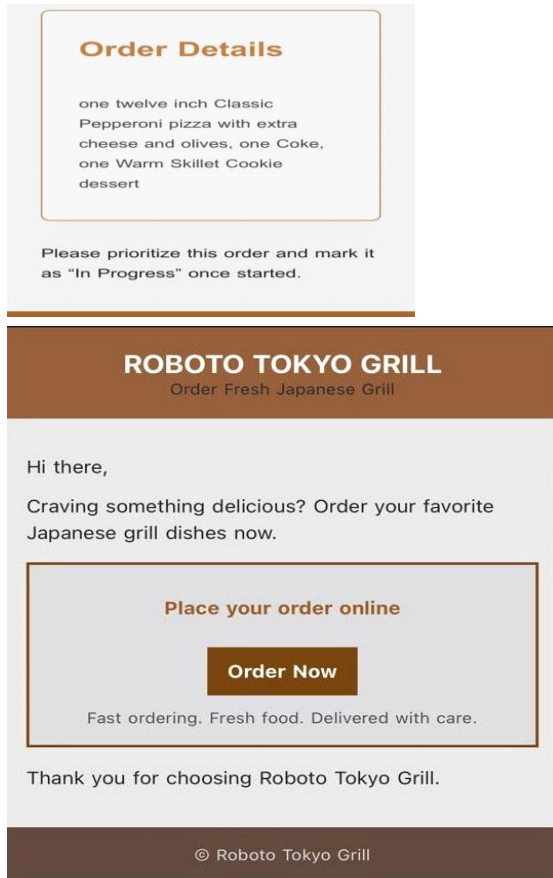 Order Details
one twelve inch Classic
Pepperoni pizza with extra
cheese and olives, one Coke,
one Warm Skillet Cookie
dessert
Please prioritize this order and mark it
as “In Progress” once started.
ROBOTO TOKYO GRILL
Order Fresh Japanese Grill
Hi there,
Craving something delicious? Order your favorite
Japanese grill dishes now.
Place your order online
Order Now
Fast ordering. Fresh food. Delivered with care.
Thank you for choosing Roboto Tokyo Grill.
© Roboto Tokyo Grill